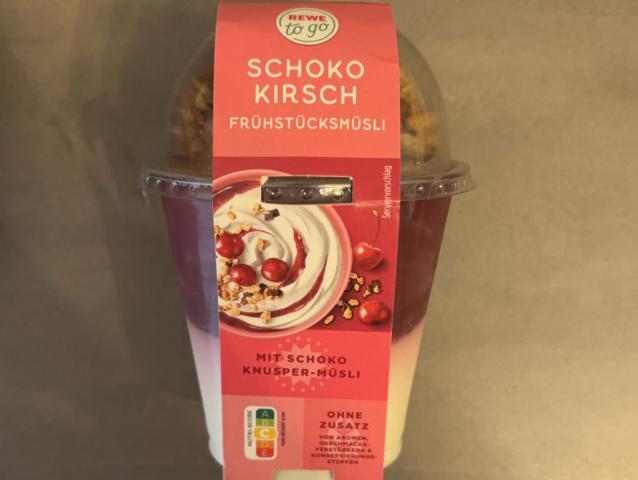 REWE
to go
SCHOKO
KIRSCH
FRÜHSTÜCKSMÜSLI
Serviervorschlag
MIT SCHOKO
KNUSPER-MÜSLI
NUTRI-SCORE
A
B
C
D
E
OHNE
ZUSATZ
VON AROMEN,
GESCHMACKS-
VERSTÄRKERN &
KONSERVIERUNGS-
STOFFEN